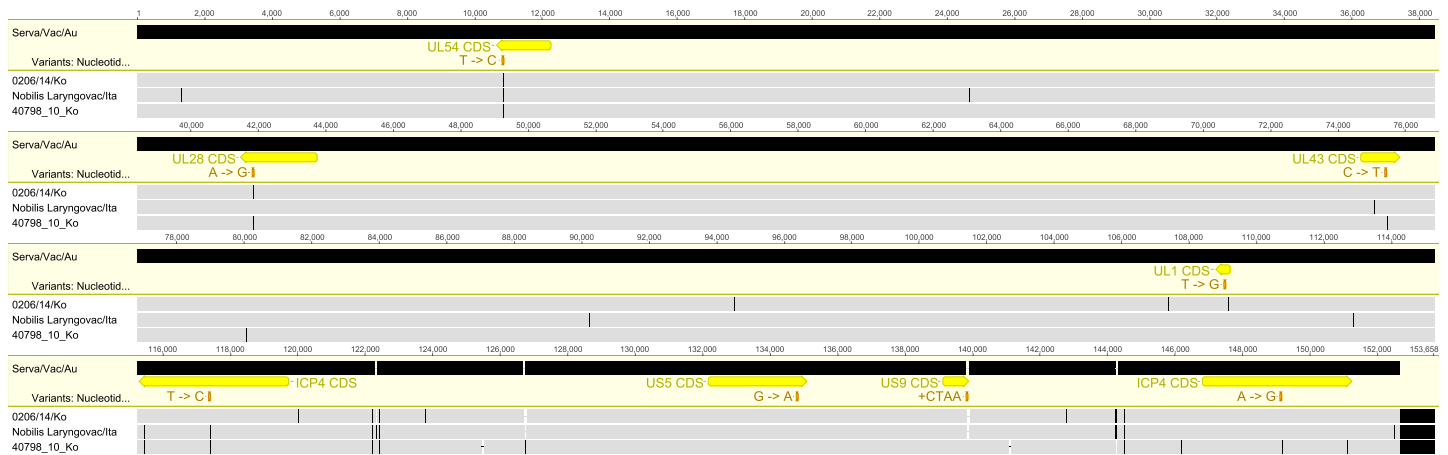 1 2,000 4,000 6,000 8,000 10,000 12,000 14,000 16,000 18,000 20,000 22,000 24,000 26,000 28,000 30,000 32,000 34,000 36,000 38,000
Serva/Vac/Au
UL54 CDS
Variants: Nucleotid... T -> C
0206/14/Ko
Nobilis Laryngovac/Ita
40798_10_Ko
40,000 42,000 44,000 46,000 48,000 50,000 52,000 54,000 56,000 58,000 60,000 62,000 64,000 66,000 68,000 70,000 72,000 74,000 76,000
Serva/Vac/Au
UL28 CDS UL43 CDS
Variants: Nucleotid... A -> G C -> T
0206/14/Ko
Nobilis Laryngovac/Ita
40798_10_Ko
78,000 80,000 82,000 84,000 86,000 88,000 90,000 92,000 94,000 96,000 98,000 100,000 102,000 104,000 106,000 108,000 110,000 112,000 114,000
Serva/Vac/Au
UL1 CDS
Variants: Nucleotid... T -> G
0206/14/Ko
Nobilis Laryngovac/Ita
40798_10_Ko
116,000 118,000 120,000 122,000 124,000 126,000 128,000 130,000 132,000 134,000 136,000 138,000 140,000 142,000 144,000 146,000 148,000 150,000 152,000 153,658
Serva/Vac/Au
ICP4 CDS US5 CDS US9 CDS ICP4 CDS
Variants: Nucleotid... T -> C G -> A +CTAA A -> G
0206/14/Ko
Nobilis Laryngovac/Ita
40798_10_Ko